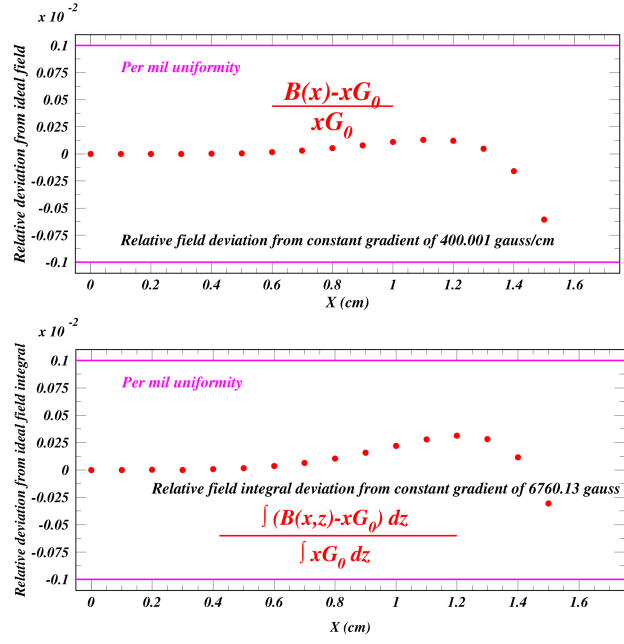 x 10 -2
Relative deviation from ideal field
0.1
0.075
0.05
0.025
0
-0.025
-0.05
-0.075
-0.1
Per mil uniformity
B(x)-xG0
xG0
Relative field deviation from constant gradient of 400.001 gauss/cm
0 0.2 0.4 0.6 0.8 1 1.2 1.4 1.6
X (cm)
x 10 -2
Relative deviation from ideal field integral
0.1
0.075
0.05
0.025
0
-0.025
-0.05
-0.075
-0.1
Per mil uniformity
Relative field integral deviation from constant gradient of 6760.13 gauss
∫ (B(x,z)-xG0) dz
∫ xG0 dz
0 0.2 0.4 0.6 0.8 1 1.2 1.4 1.6
X (cm)